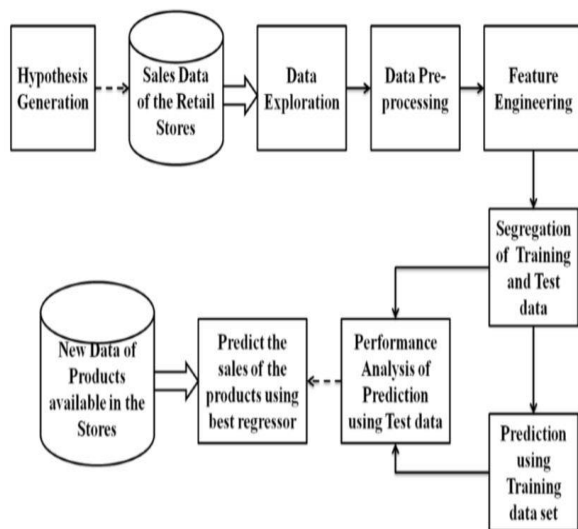 Hypothesis
Generation
Sales Data
of the Retail
Stores
Data
Exploration
Data Pre-
processing
Feature
Engineering
Segregation
of Training
and Test
data
New Data of
Products
available in the
Stores
Predict the
sales of the
products using
best regressor
Performance
Analysis of
Prediction
using Test data
Prediction
using
Training
data set